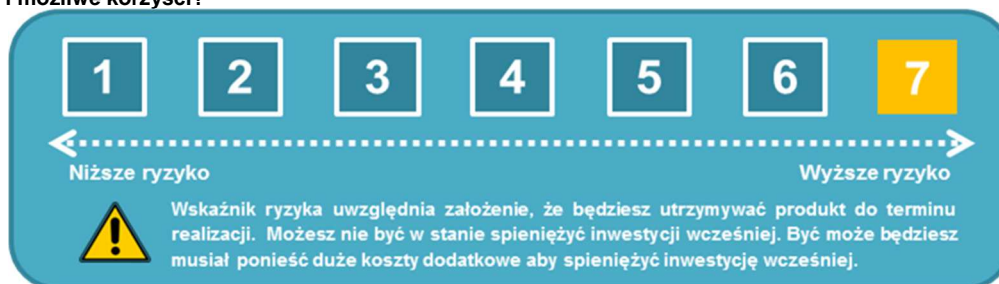 i możliwe korzyści?
1 2 3 4 5 6 7
Niższe ryzyko Wyższe ryzyko
Wskaźnik ryzyka uwzględnia założenie, że będziesz utrzymywać produkt do terminu
realizacji. Możesz nie być w stanie spieniężyć inwestycji wcześniej. Być może będziesz
musiał ponieść duże koszty dodatkowe aby spieniężyć inwestycję wcześniej.